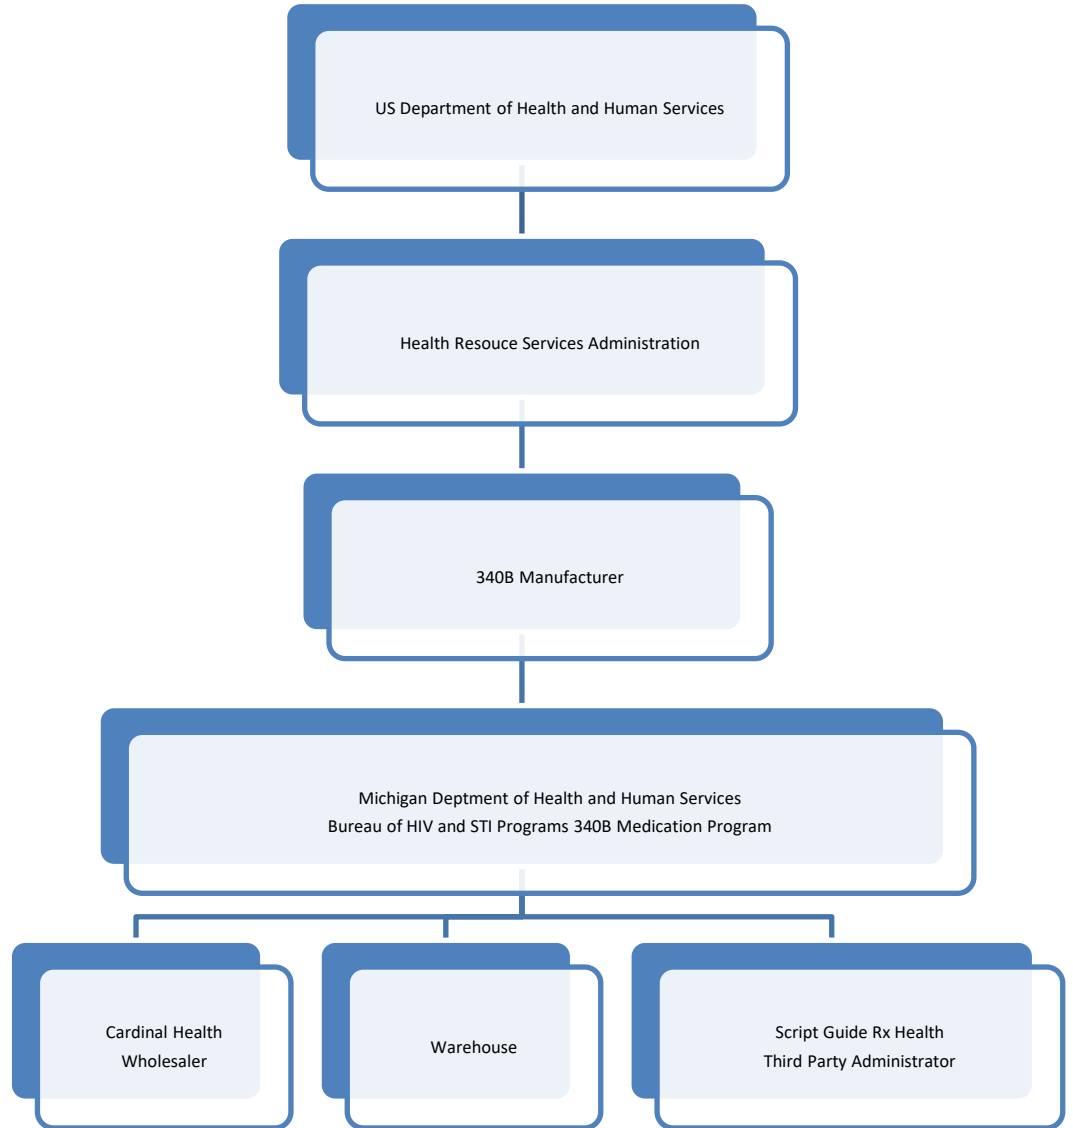 US Department of Health and Human Services
Health Resouce Services Administration
340B Manufacturer
Michigan Deptment of Health and Human Services
Bureau of HIV and STI Programs 340B Medication Program
Cardinal Health
Wholesaler
Warehouse
Script Guide Rx Health
Third Party Administrator